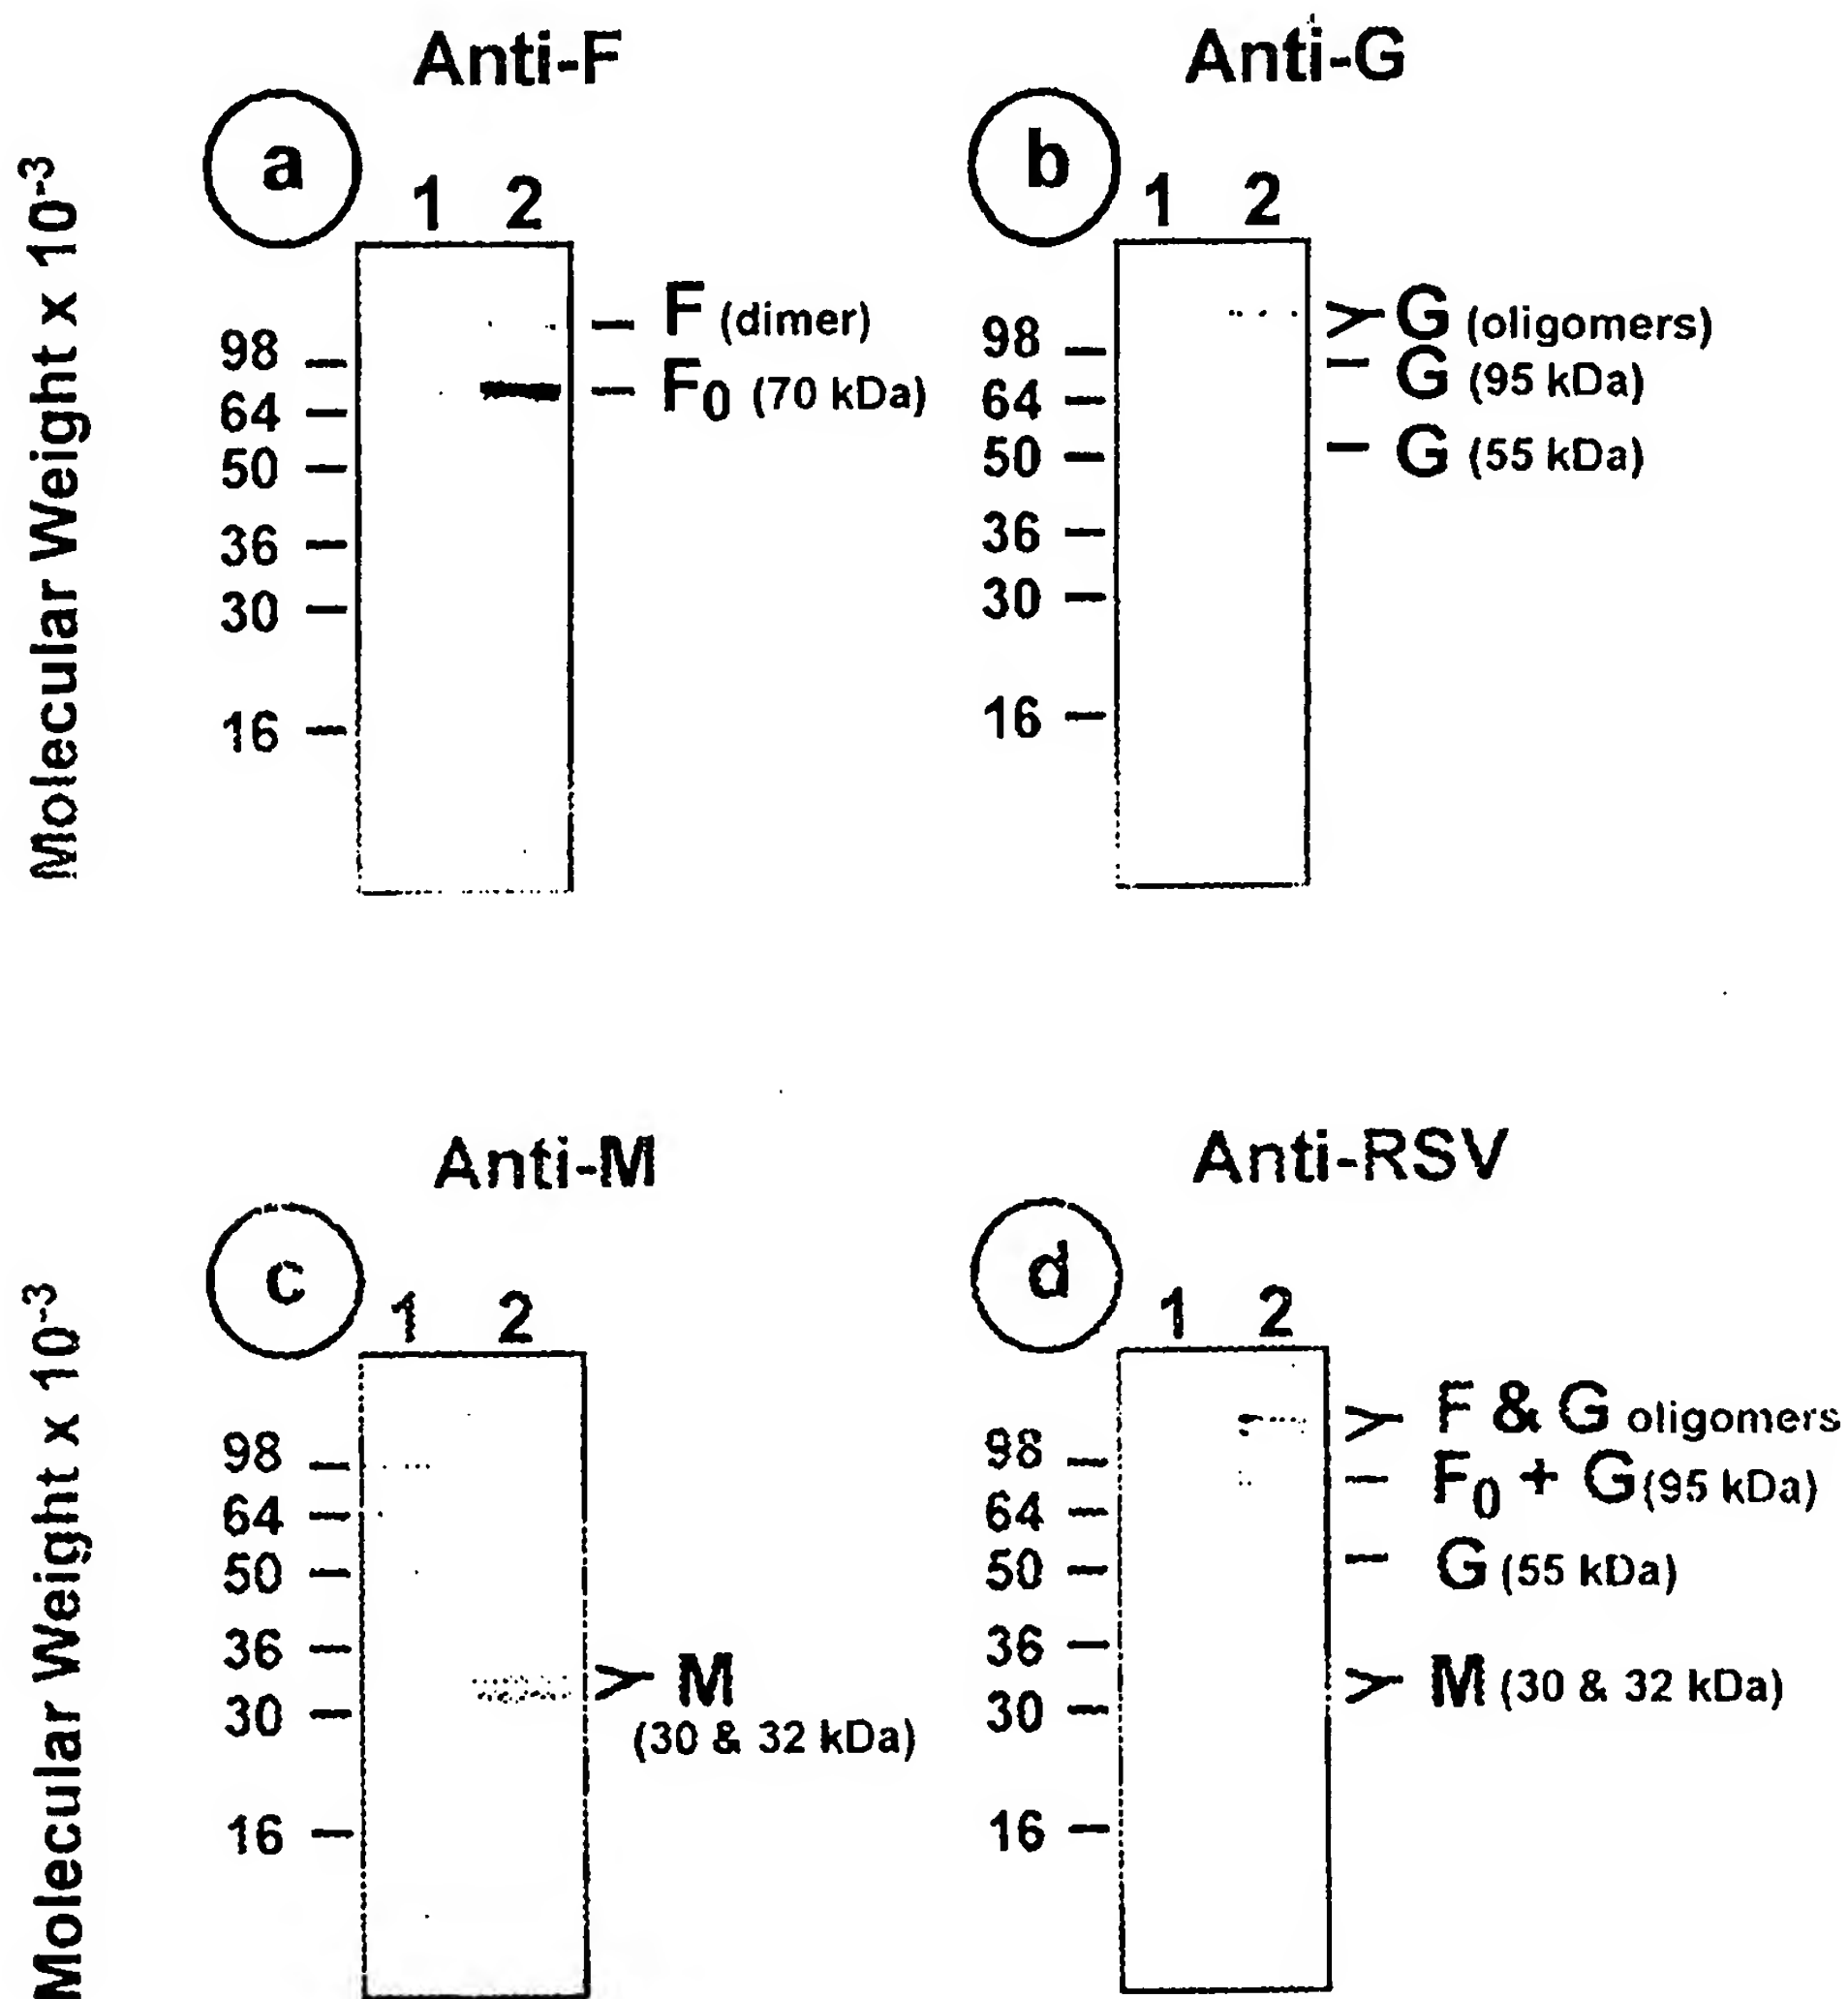 Anti-F
a
1 2
Molecular Weight x 10-3
98
64
50
36
30
16
F (dimer)
F0 (70 kDa)
Anti-G
b
1 2
98
64
50
36
30
16
G (oligomers)
G (95 kDa)
G (55 kDa)
Anti-M
c
1 2
Molecular Weight x 10-3
98
64
50
36
30
16
M
(30 & 32 kDa)
Anti-RSV
d
1 2
98
64
50
36
30
16
F & G oligomers
F0 + G (95 kDa)
G (55 kDa)
M (30 & 32 kDa)